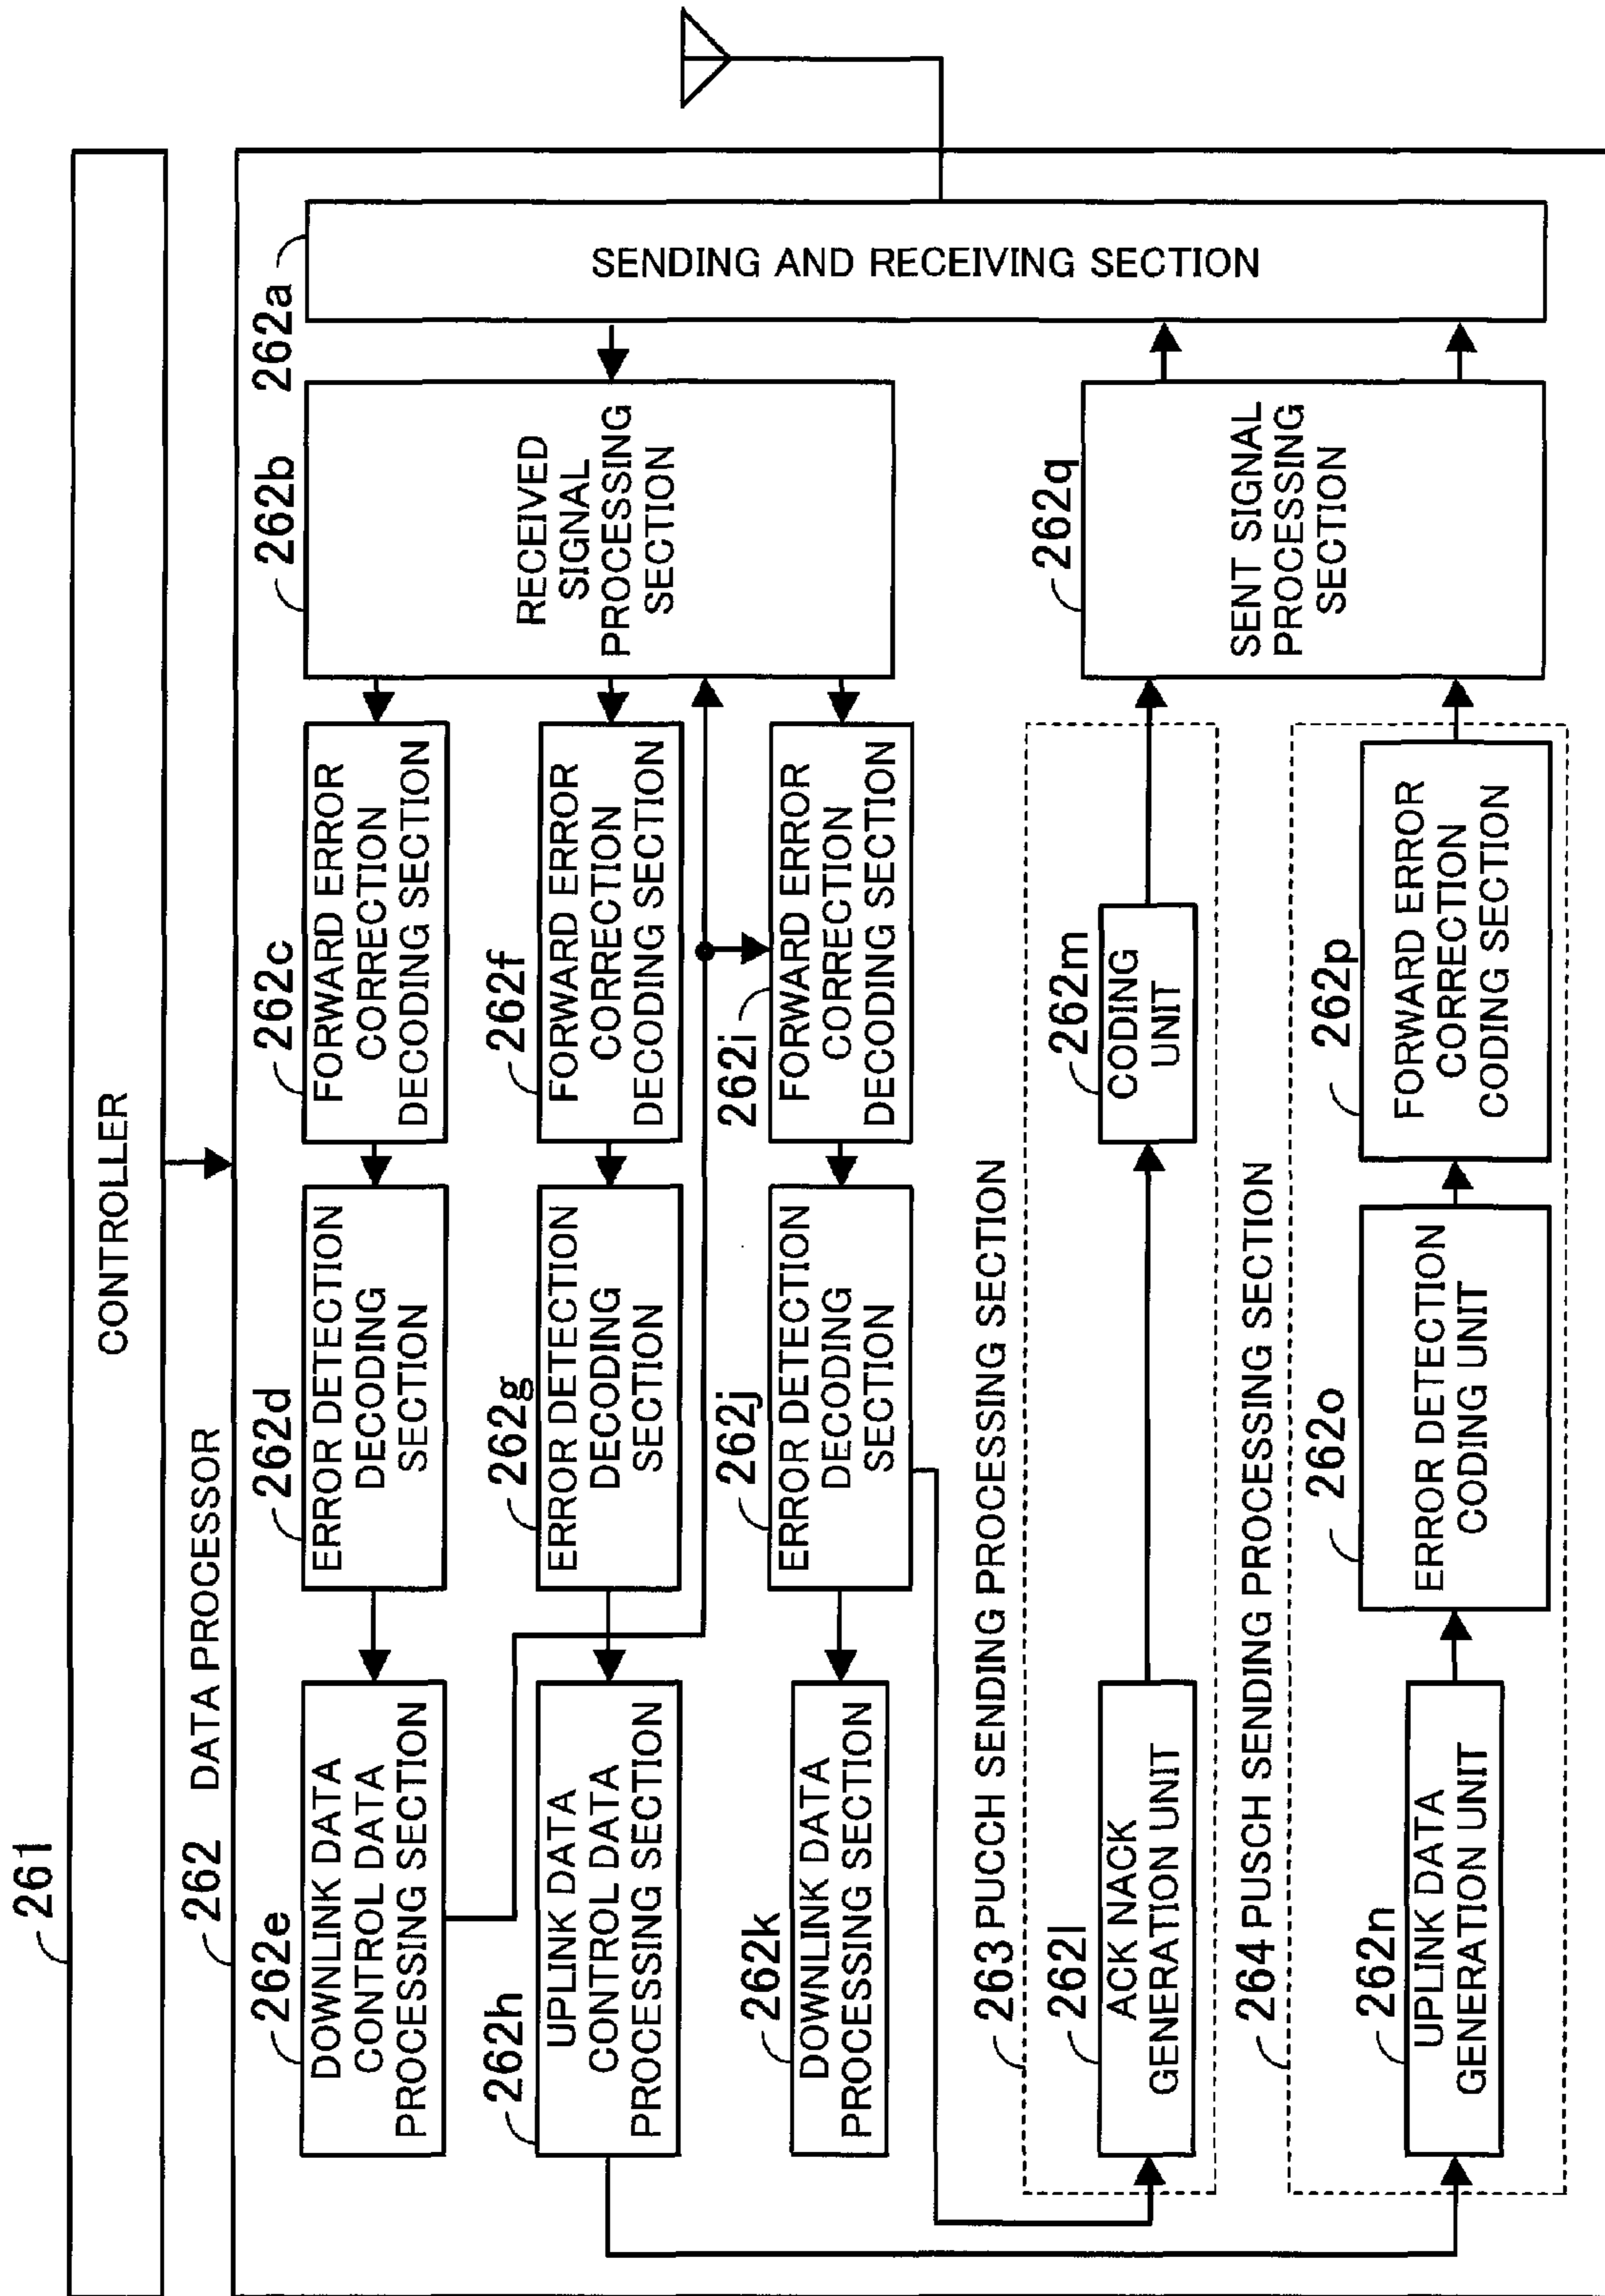 261
CONTROLLER
262 DATA PROCESSOR
262e
DOWNLINK DATA
CONTROL DATA
PROCESSING SECTION
262d
ERROR DETECTION
DECODING
SECTION
262c
FORWARD ERROR
CORRECTION
DECODING SECTION
262b
RECEIVED
SIGNAL
PROCESSING
SECTION
262a
SENDING AND RECEIVING SECTION
262h
UPLINK DATA
CONTROL DATA
PROCESSING SECTION
262g
ERROR DETECTION
DECODING
SECTION
262f
FORWARD ERROR
CORRECTION
DECODING SECTION
262k
DOWNLINK DATA
PROCESSING SECTION
262j
ERROR DETECTION
DECODING
SECTION
262i
FORWARD ERROR
CORRECTION
DECODING SECTION
263 PUCCH SENDING PROCESSING SECTION
262l
ACK NACK
GENERATION UNIT
262m
CODING
UNIT
262q
SENT SIGNAL
PROCESSING
SECTION
264 PUSCH SENDING PROCESSING SECTION
262n
UPLINK DATA
GENERATION UNIT
262o
ERROR DETECTION
CODING UNIT
262p
FORWARD ERROR
CORRECTION
CODING SECTION